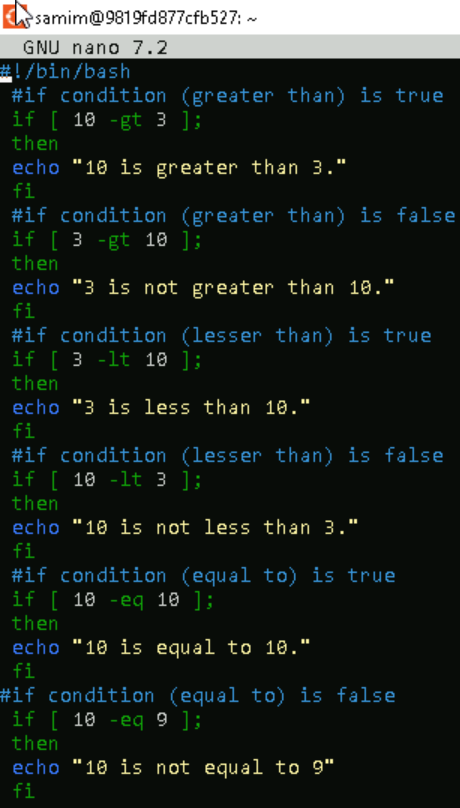 samim@9819fd877cfb527: ~
GNU nano 7.2
#!/bin/bash
#if condition (greater than) is true
if [ 10 -gt 3 ];
then
echo "10 is greater than 3."
fi
#if condition (greater than) is false
if [ 3 -gt 10 ];
then
echo "3 is not greater than 10."
fi
#if condition (lesser than) is true
if [ 3 -lt 10 ];
then
echo "3 is less than 10."
fi
#if condition (lesser than) is false
if [ 10 -lt 3 ];
then
echo "10 is not less than 3."
fi
#if condition (equal to) is true
if [ 10 -eq 10 ];
then
echo "10 is equal to 10."
fi
#if condition (equal to) is false
if [ 10 -eq 9 ];
then
echo "10 is not equal to 9"
fi